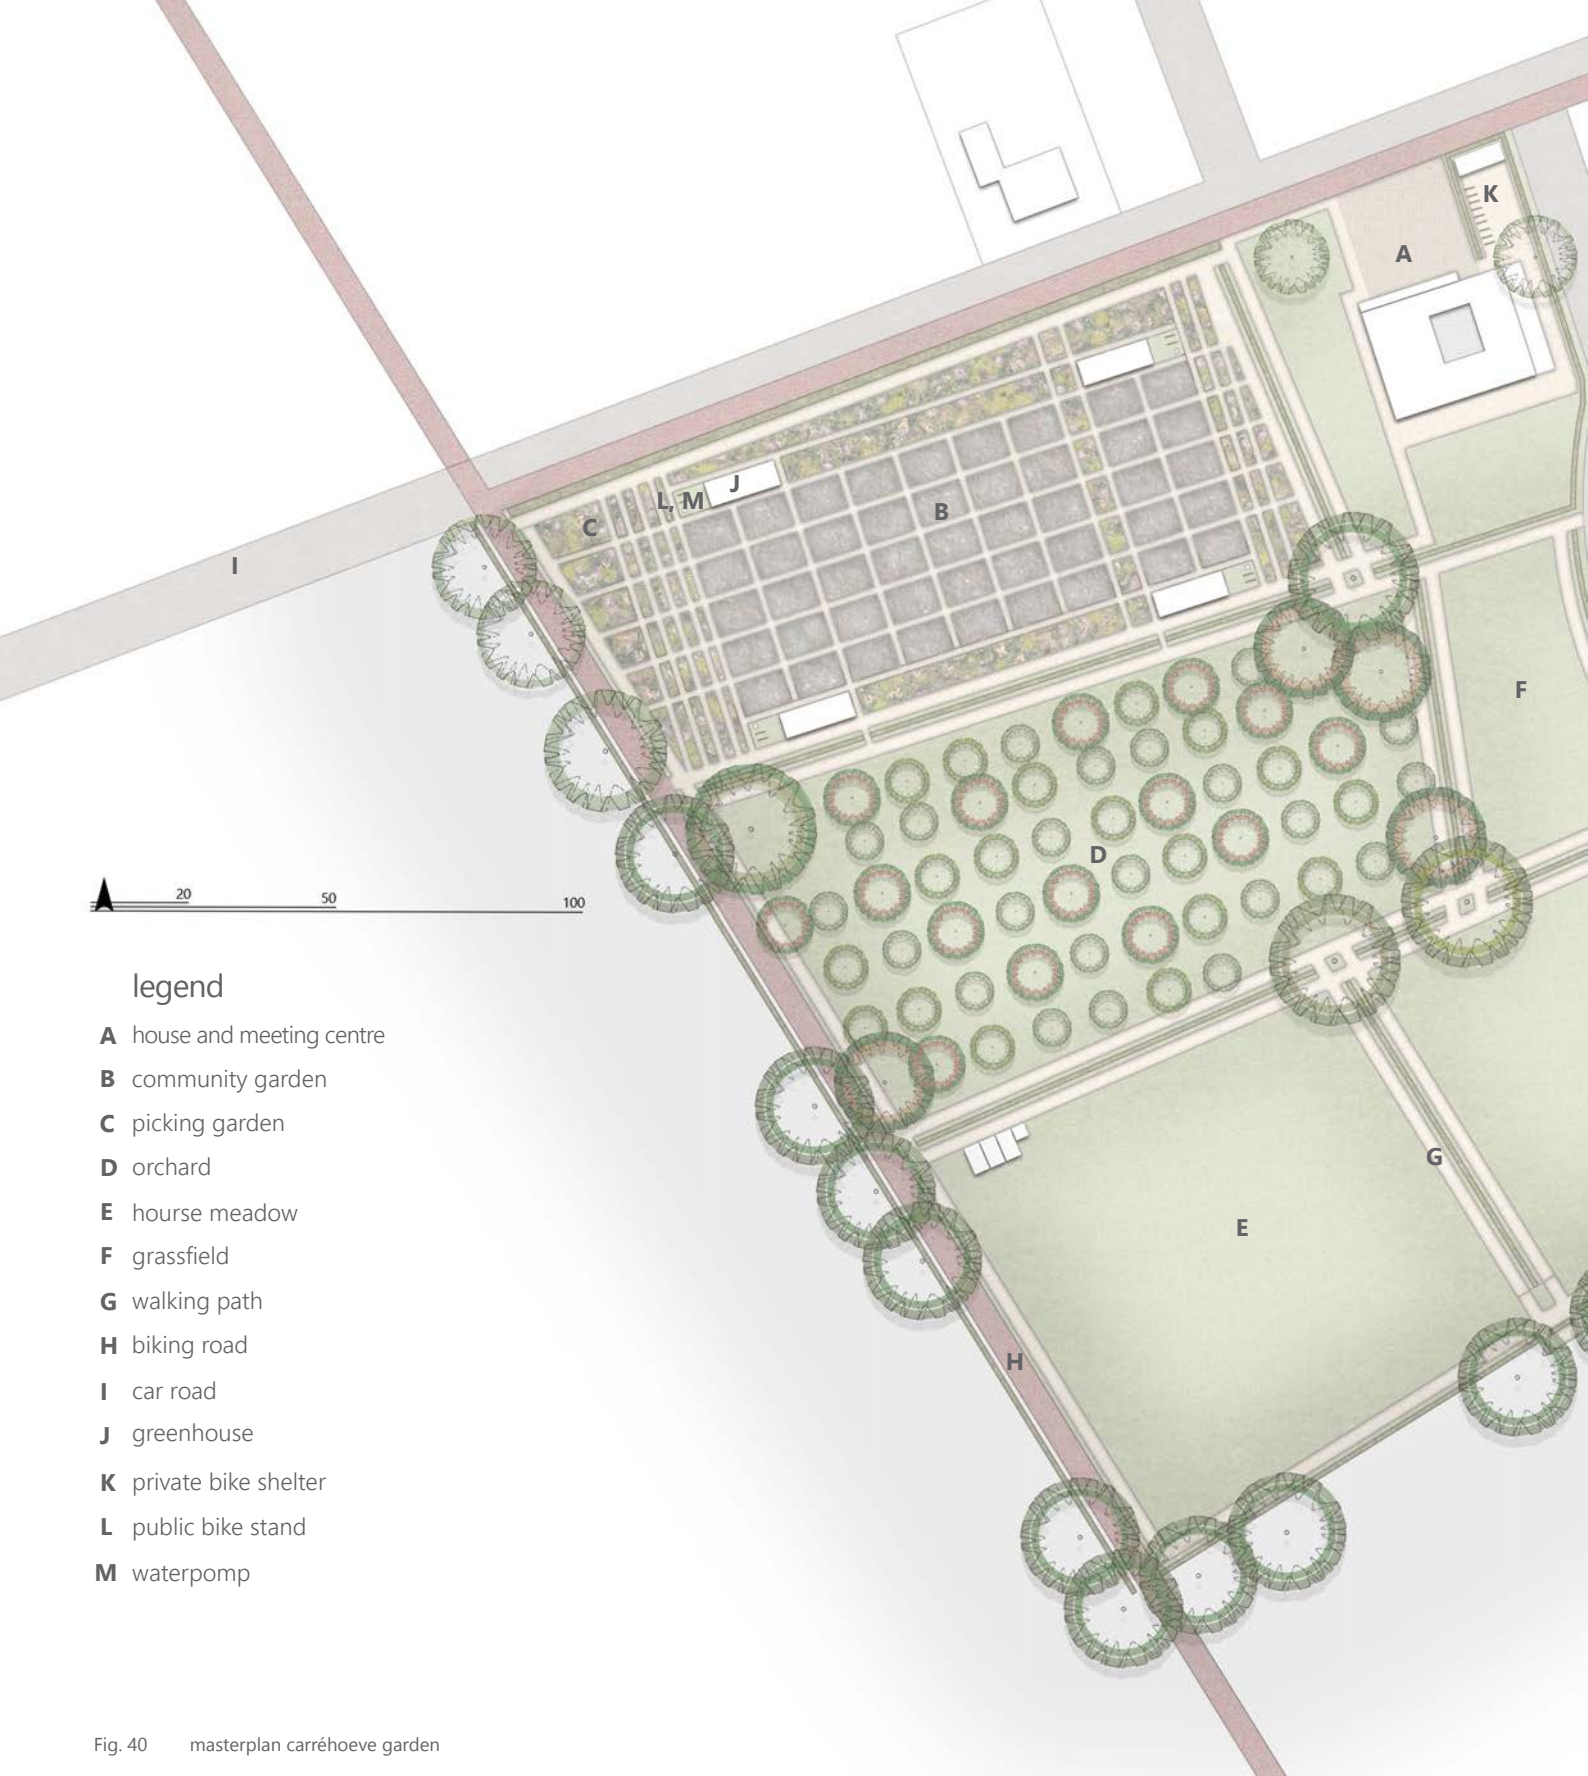 K
A
J
L, M
B
C
I
F
D
20 50 100
legend
A house and meeting centre
B community garden
C picking garden
D orchard
E hourse meadow
F grassfield
G walking path
H biking road
I car road
J greenhouse
K private bike shelter
L public bike stand
M waterpomp
G
E
H
Fig. 40 masterplan carréhoeve garden